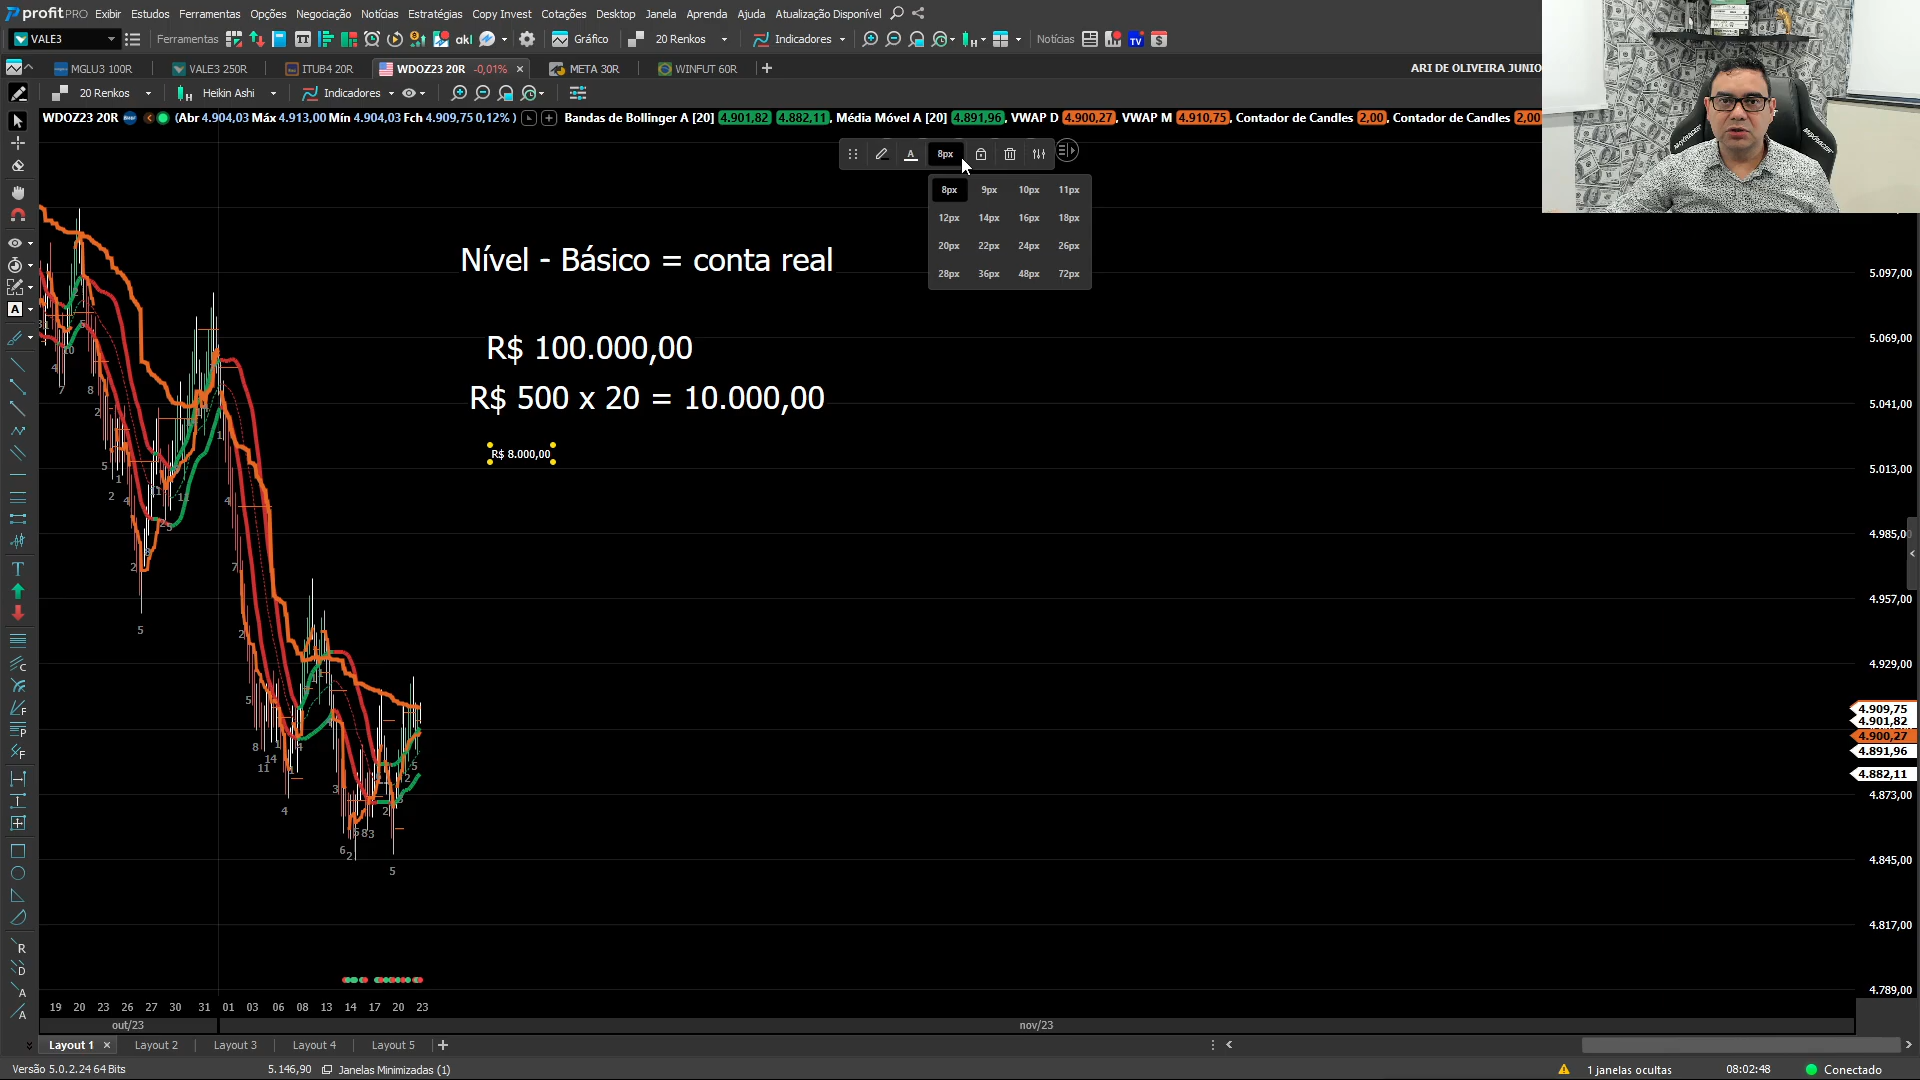 profitPRO Exibir Estudos Ferramentas Opções Negociação Notícias Estratégias Copy Invest Cotações Desktop Janela Aprenda Ajuda Atualização Disponível
VALE3 Ferramentas akl TV Gráfico 20 Renkos Indicadores Notícias
MGLU3 100R VALE3 250R ITUB4 20R WDOZ23 20R -0,01% META 30R WINFUT 60R ARI DE OLIVEIRA JUNIO
20 Renkos Heikin Ashi Indicadores
WDOZ23 20R (Abr 4.904,03 Máx 4.913,00 Mín 4.904,03 Fch 4.909,75 0,12% ) Bandas de Bollinger A [20] 4.901,82 4.882,11, Média Móvel A [20] 4.891,96, VWAP D 4.900,27, VWAP M 4.910,75, Contador de Candles 2,00, Contador de Candles 2,00
8px
8px 9px 10px 11px
12px 14px 16px 18px
20px 22px 24px 26px
28px 36px 48px 72px
Nível - Básico = conta real
R$ 100.000,00
R$ 500 x 20 = 10.000,00
R$ 8.000,00
5.097,00
5.069,00
5.041,00
5.013,00
4.985,00
4.957,00
4.929,00
4.909,75
4.901,82
4.900,27
4.891,96
4.882,11
4.873,00
4.845,00
4.817,00
4.789,00
19 20 23 26 27 30 31 01 03 06 08 13 14 17 20 23
out/23 nov/23
Layout 1 Layout 2 Layout 3 Layout 4 Layout 5
Versão 5.0.2.24 64 Bits 5.146,90 Janelas Minimizadas (1) 1 janelas ocultas 08:02:48 Conectado